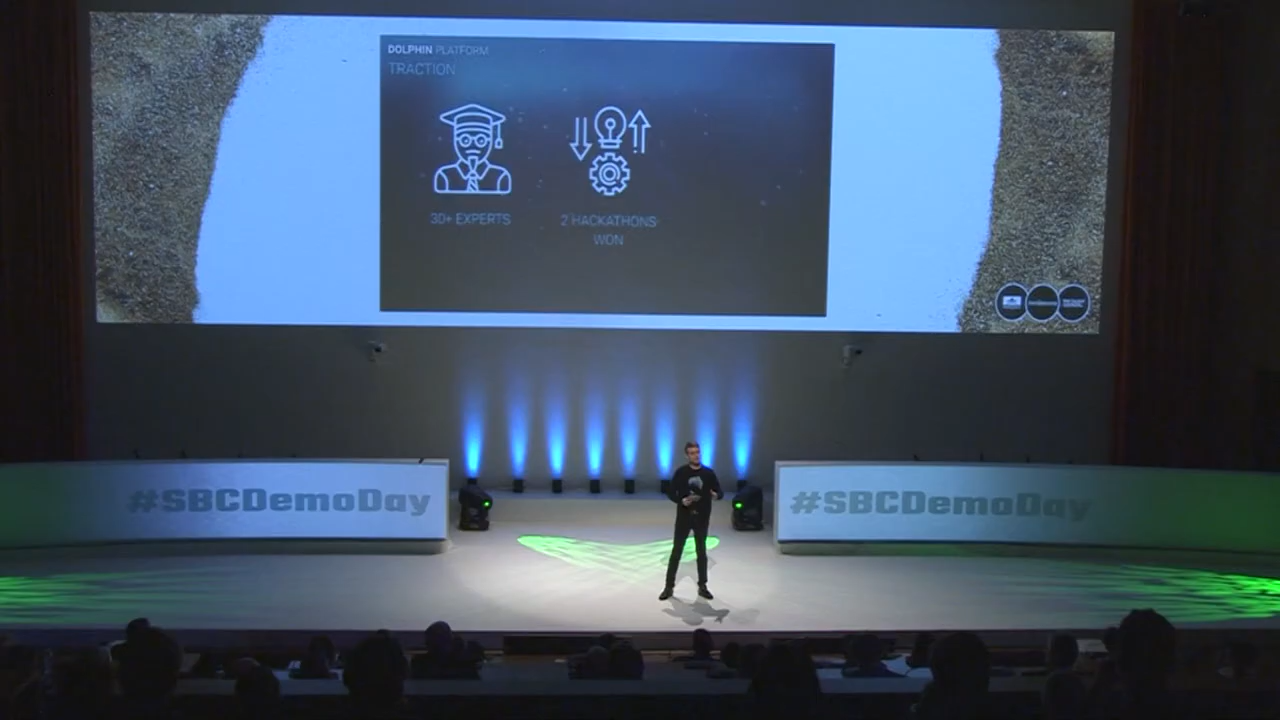 DOLPHIN PLATFORM
TRACTION
30+ EXPERTS
2 HACKATHONS
WON
#SBCDemoDay
#SBCDemoDay